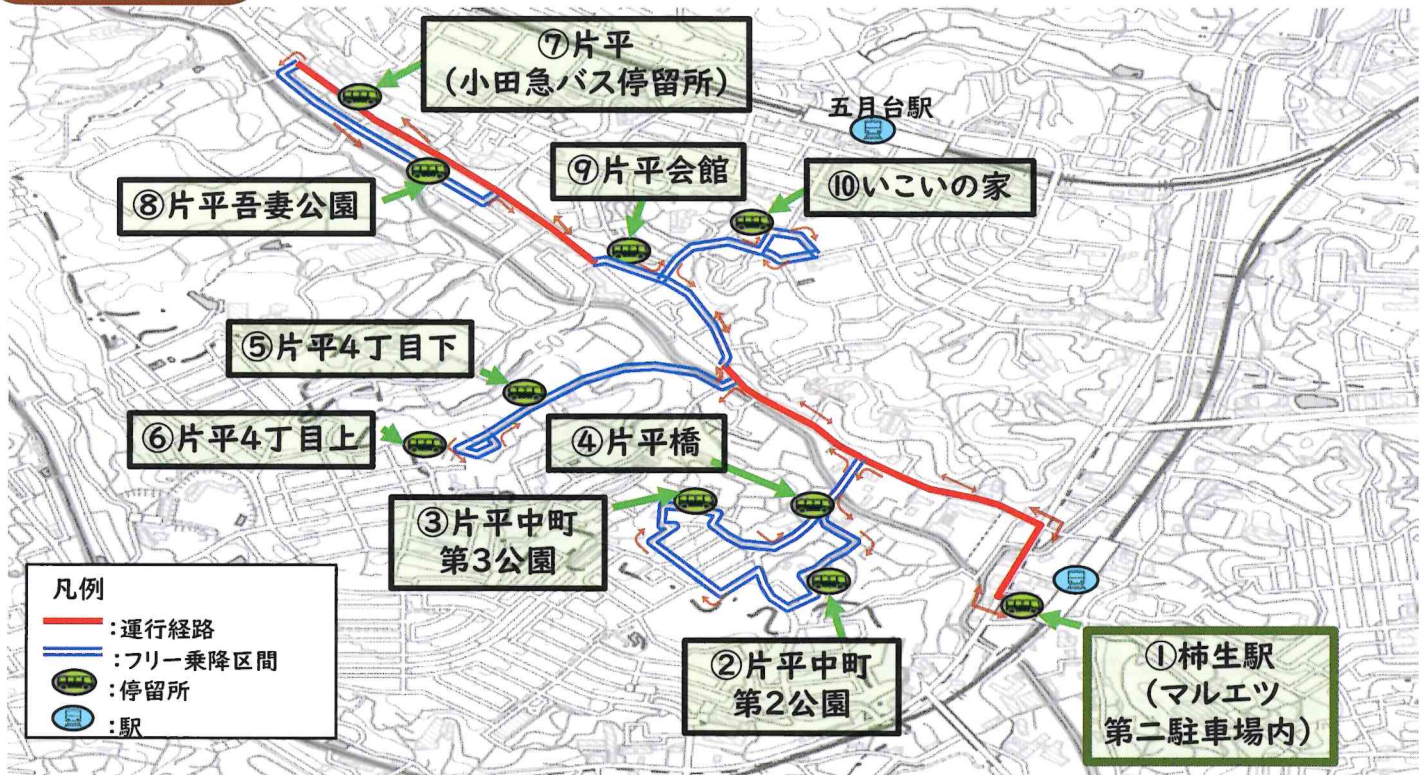 ⑦片平
(小田急バス停留所)
五月台駅
⑨片平会館
⑩いこいの家
⑧片平吾妻公園
⑤片平4丁目下
⑥片平4丁目上
④片平橋
③片平中町
第3公園
凡例
:運行経路
:フリー乗降区間
:停留所
:駅
②片平中町
第2公園
①柿生駅
(マルエツ
第二駐車場内)